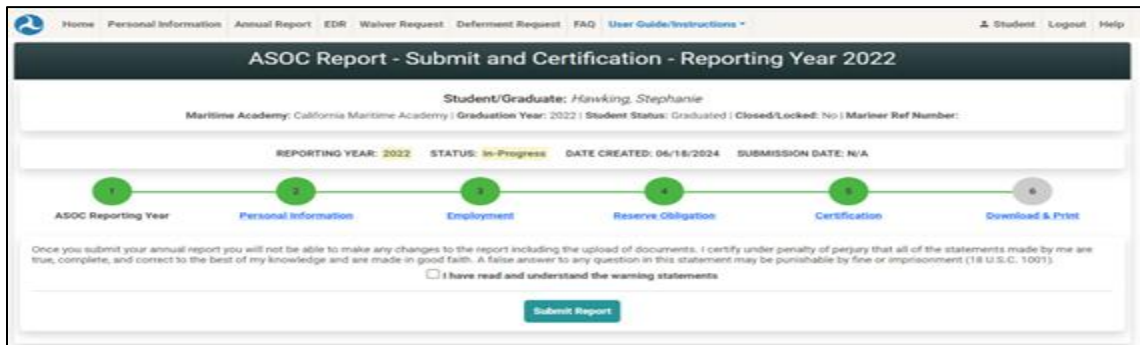 Home Personal Information Annual Report EDR Waiver Request Deferment Request FAQ User Guide/Instructions Student Logout Help
ASOC Report - Submit and Certification - Reporting Year 2022
Student/Graduate: Hawking, Stephanie
Maritime Academy: California Maritime Academy | Graduation Year: 2022 | Student Status: Graduated | Closed/Locked: No | Mariner Ref Number:
REPORTING YEAR: 2022 STATUS: In-Progress DATE CREATED: 06/18/2024 SUBMISSION DATE: N/A
1 2 3 4 5 6
ASOC Reporting Year Personal Information Employment Reserve Obligation Certification Download & Print
Once you submit your annual report you will not be able to make any changes to the report including the upload of documents. I certify under penalty of perjury that all of the statements made by me are
true, complete, and correct to the best of my knowledge and are made in good faith. A false answer to any question in this statement may be punishable by fine or imprisonment (18 U.S.C. 1001).
I have read and understand the warning statements
Submit Report